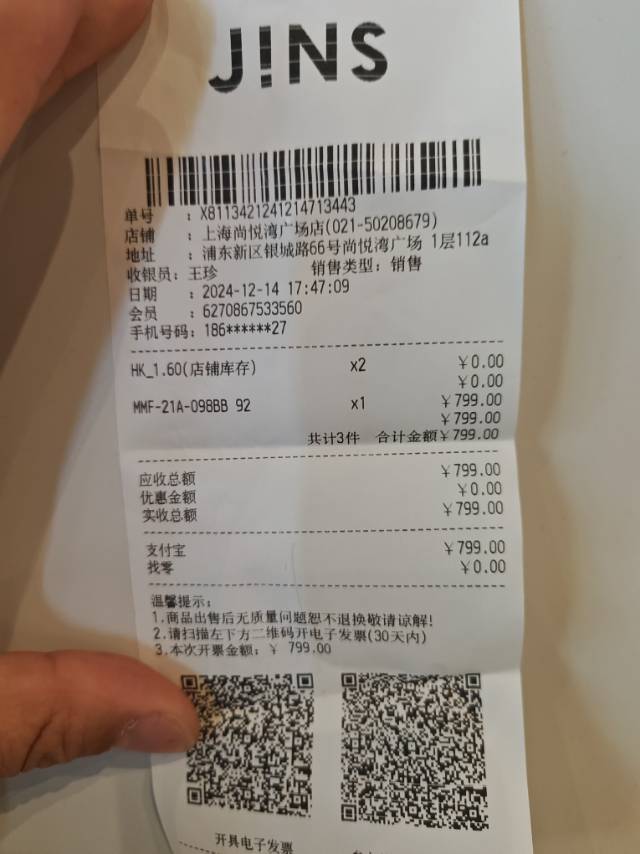 J!NS
单号 : X8113421241214713443
店铺 : 上海尚悦湾广场店(021-50208679)
地址 : 浦东新区银城路66号尚悦湾广场 1层112a
收银员: 王珍 销售类型: 销售
日期 : 2024-12-14 17:47:09
会员 : 6270867533560
手机号码: 186******27
HK_1.60(店铺库存) x2 ￥0.00
￥0.00
MMF-21A-098BB 92 x1 ￥799.00
￥799.00
共计3件 合计金额￥799.00
应收总额 ￥799.00
优惠金额 ￥0.00
实收总额 ￥799.00
支付宝 ￥799.00
找零 ￥0.00
温馨提示:
1.商品出售后无质量问题恕不退换敬请谅解!
2.请扫描左下方二维码开电子发票(30天内)
3.本次开票金额: ￥ 799.00
开具电子发票